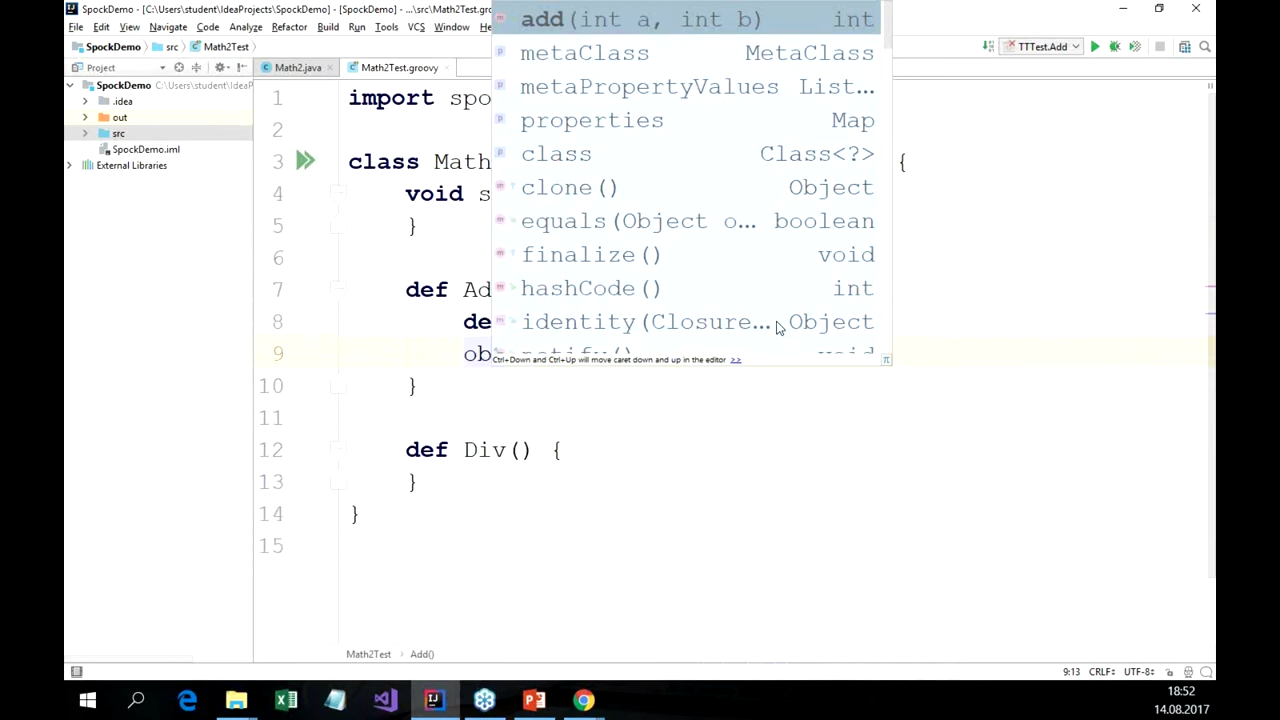 SpockDemo - [C:\Users\student\IdeaProjects\SpockDemo] - [SpockDemo] - ...\src\Math2Test.gro
File Edit View Navigate Code Analyze Refactor Build Run Tools VCS Window
SpockDemo src Math2Test
TTTest.Add
Project
Math2.java
Math2Test.groovy
SpockDemo C:\Users\student\IdeaP
.idea
out
src
SpockDemo.iml
External Libraries
1 import spo
2
3 class Math {
4 void s
5 }
6
7 def Ad
8 de
9 ob
10 }
11
12 def Div() {
13 }
14 }
15
add(int a, int b) int
metaClass MetaClass
metaPropertyValues List…
properties Map
class Class<?>
clone() Object
equals(Object o… boolean
finalize() void
hashCode() int
identity(Closure… Object
notify() void
Ctrl+Down and Ctrl+Up will move caret down and up in the editor >>
Math2Test Add()
9:13 CRLF UTF-8
18:52
14.08.2017